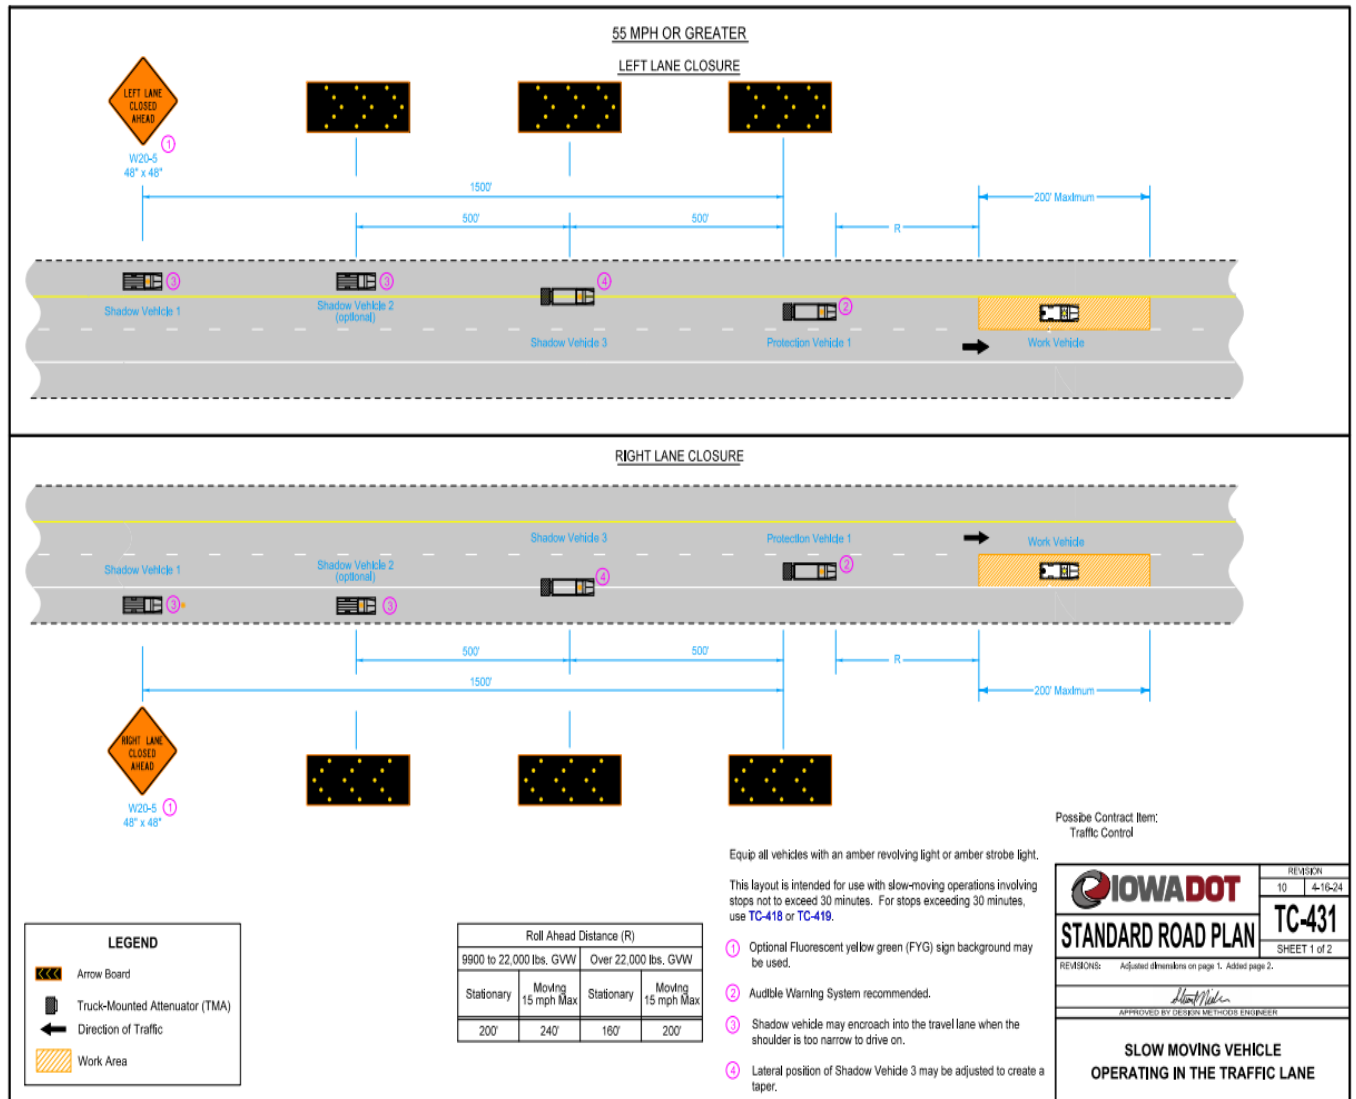 55 MPH OR GREATER
LEFT LANE CLOSURE
LEFT LANE
CLOSED
AHEAD
1
W20-5
48" x 48"
1500'
200' Maximum
500'
500'
R
3
3
4
2
Shadow Vehicle 1
Shadow Vehicle 2
(optional)
Shadow Vehicle 3
Protection Vehicle 1
Work Vehicle
RIGHT LANE CLOSURE
Shadow Vehicle 3
Protection Vehicle 1
Work Vehicle
Shadow Vehicle 1
Shadow Vehicle 2
(optional)
2
4
3
3
500'
500'
R
1500'
200' Maximum
RIGHT LANE
CLOSED
AHEAD
W20-5
1
48" x 48"
Possibe Contract Item:
Traffic Control
Equip all vehicles with an amber revolving light or amber strobe light.
This layout is intended for use with slow-moving operations involving
stops not to exceed 30 minutes. For stops exceeding 30 minutes,
use TC-418 or TC-419.
1 Optional Fluorescent yellow green (FYG) sign background may
be used.
2 Audible Warning System recommended.
3 Shadow vehicle may encroach into the travel lane when the
shoulder is too narrow to drive on.
4 Lateral position of Shadow Vehicle 3 may be adjusted to create a
taper.
LEGEND
Arrow Board
Truck-Mounted Attenuator (TMA)
Direction of Traffic
Work Area
Roll Ahead Distance (R)
9900 to 22,000 lbs. GVW
Over 22,000 lbs. GVW
Stationary
Moving
15 mph Max
Stationary
Moving
15 mph Max
200'
240'
160'
200'
IOWADOT
REVISION
10
4-16-24
STANDARD ROAD PLAN
TC-431
SHEET 1 of 2
REVISIONS: Adjusted dimensions on page 1. Added page 2.
APPROVED BY DESIGN METHODS ENGINEER
SLOW MOVING VEHICLE
OPERATING IN THE TRAFFIC LANE